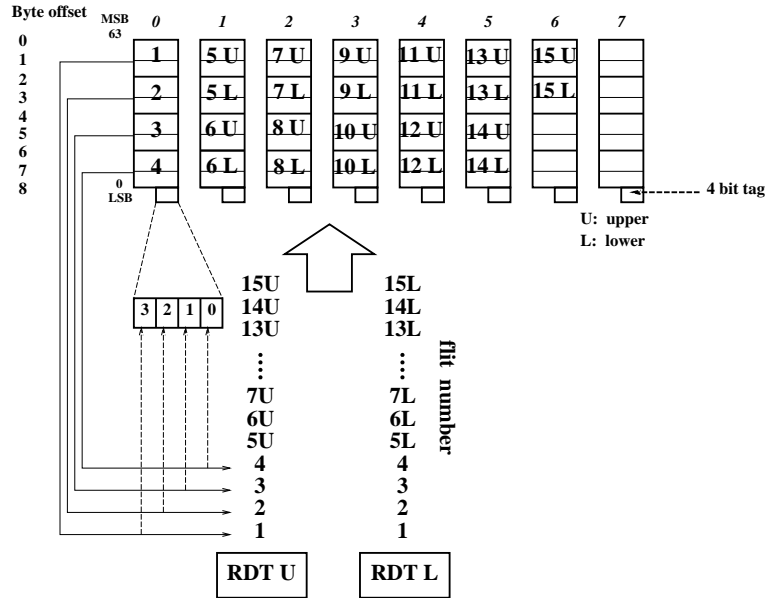 Byte offset MSB 0 1 2 3 4 5 6 7
63
0
1
2
3
4
5
6
7
8
1 5 U 7 U 9 U 11 U 13 U 15 U
2 5 L 7 L 9 L 11 L 13 L 15 L
3 6 U 8 U 10 U 12 U 14 U
4 6 L 8 L 10 L 12 L 14 L
0
LSB
4 bit tag
U: upper
L: lower
3 2 1 0
15U 15L
14U 14L
13U 13L
flit number
7U 7L
6U 6L
5U 5L
4 4
3 3
2 2
1 1
RDT U RDT L